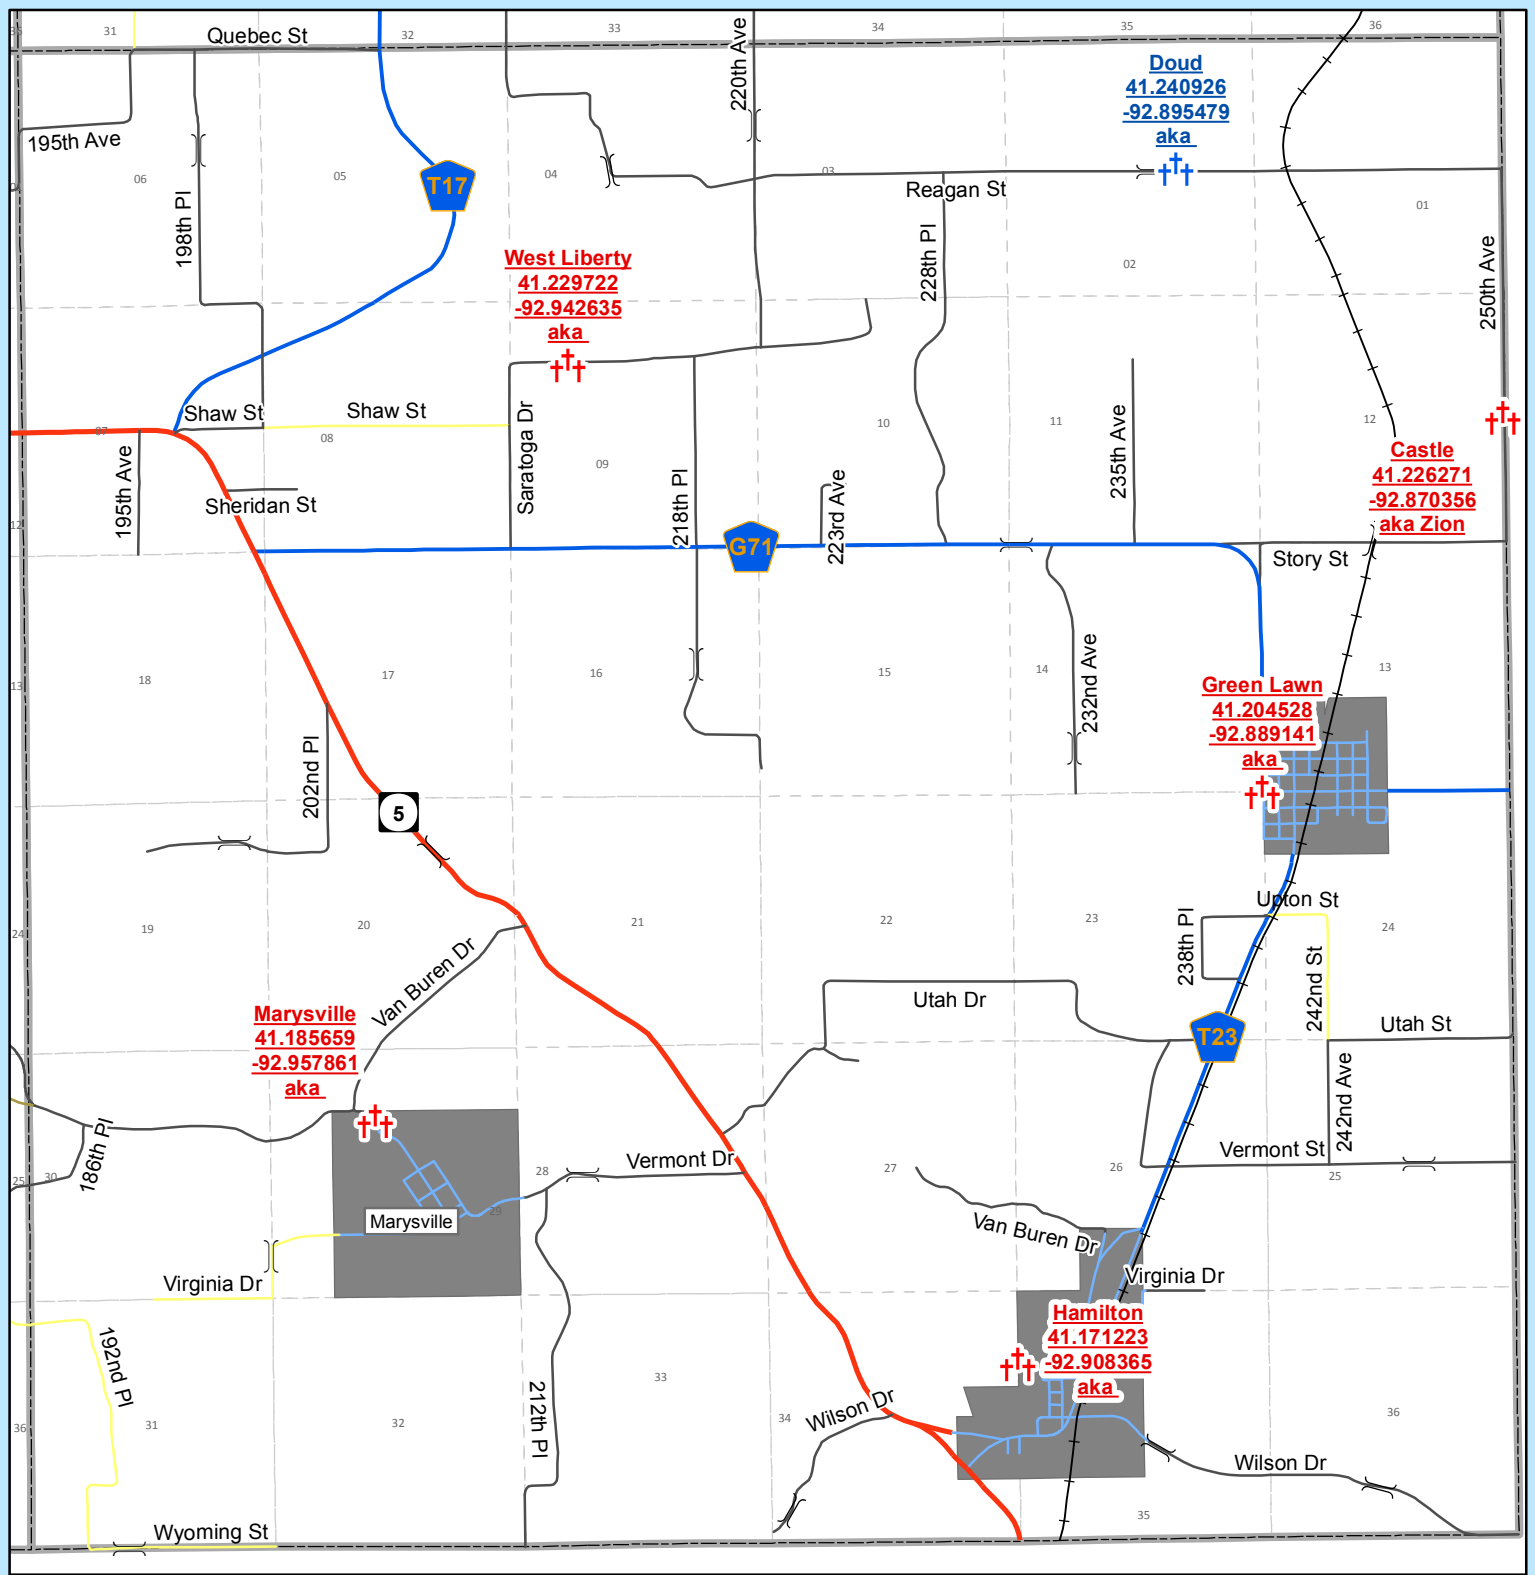 31
Quebec St
32
33
220th Ave
34
35
36
Doud
41.240926
-92.895479
aka
195th Ave
06
198th Pl
05
T17
04
03
Reagan St
01
West Liberty
41.229722
-92.942635
aka
228th Pl
02
250th Ave
Shaw St
Shaw St
07
08
195th Ave
Sheridan St
Saratoga Dr
09
218th Pl
10
223rd Ave
11
235th Ave
12
Castle
41.226271
-92.870356
aka Zion
12
G71
Story St
13
18
17
16
15
14
232nd Ave
13
Green Lawn
41.204528
-92.889141
aka
202nd Pl
5
24
19
20
21
22
23
Upton St
238th Pl
24
Van Buren Dr
Utah Dr
242nd St
Utah St
T23
Marysville
41.185659
-92.957861
aka
242nd Ave
186th Pl
25
30
28
Vermont Dr
27
26
Vermont St
25
29
Marysville
Van Buren Dr
Virginia Dr
Virginia Dr
Hamilton
41.171223
-92.908365
aka
192nd Pl
31
32
212th Pl
33
34
Wilson Dr
36
36
Wilson Dr
35
Wyoming St